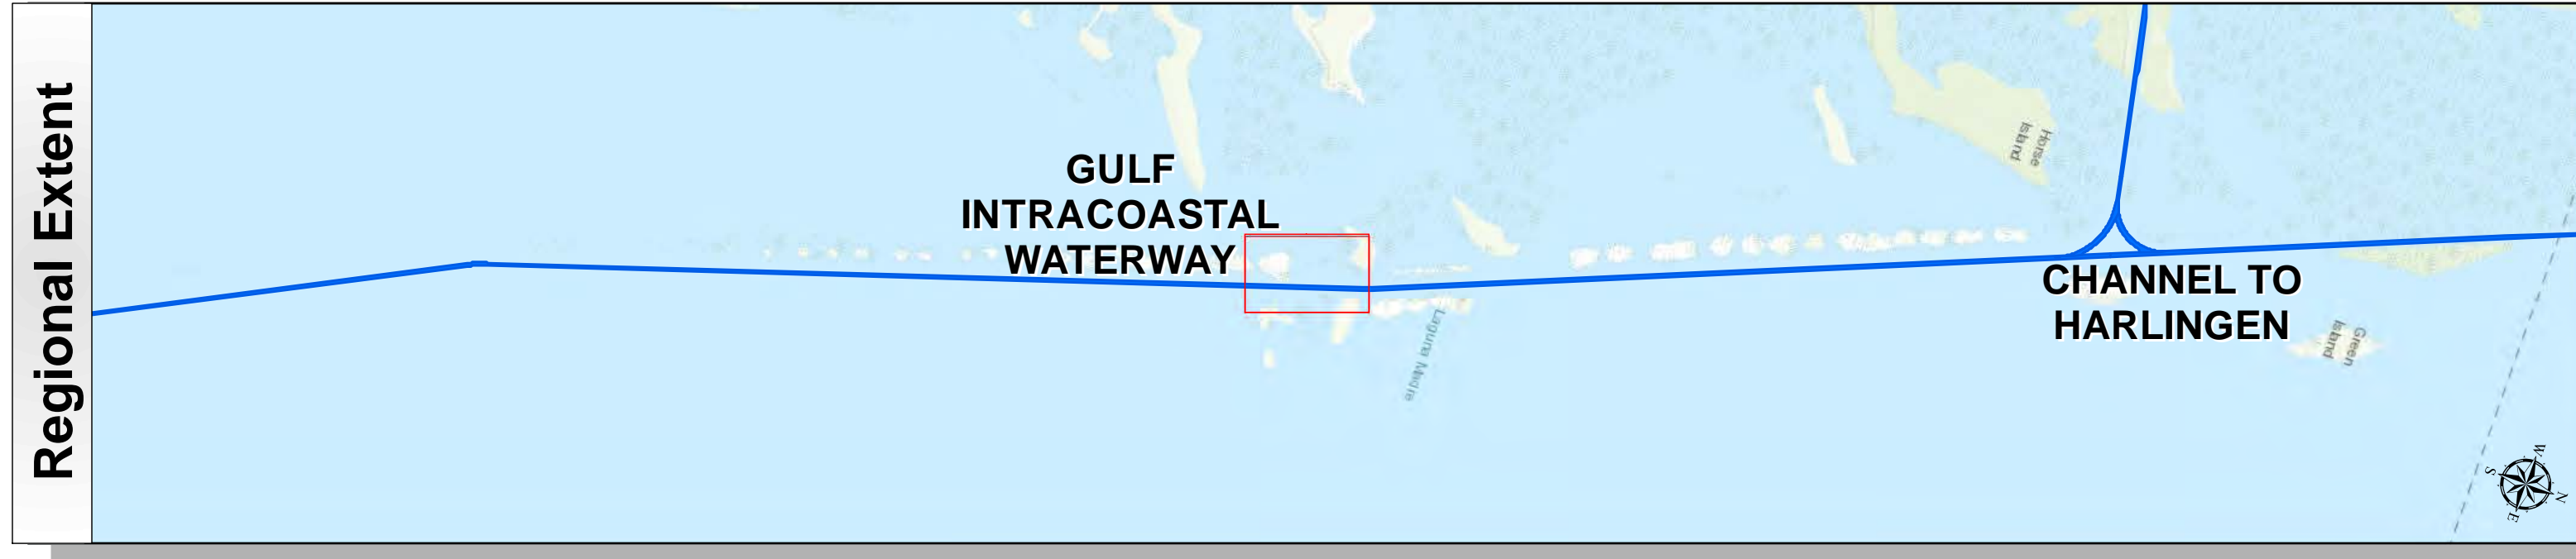 Regional Extent
GULF
INTRACOASTAL
WATERWAY
Laguna Madre
Horse
Island
CHANNEL TO
HARLINGEN
Green
Island
W
S
N
E